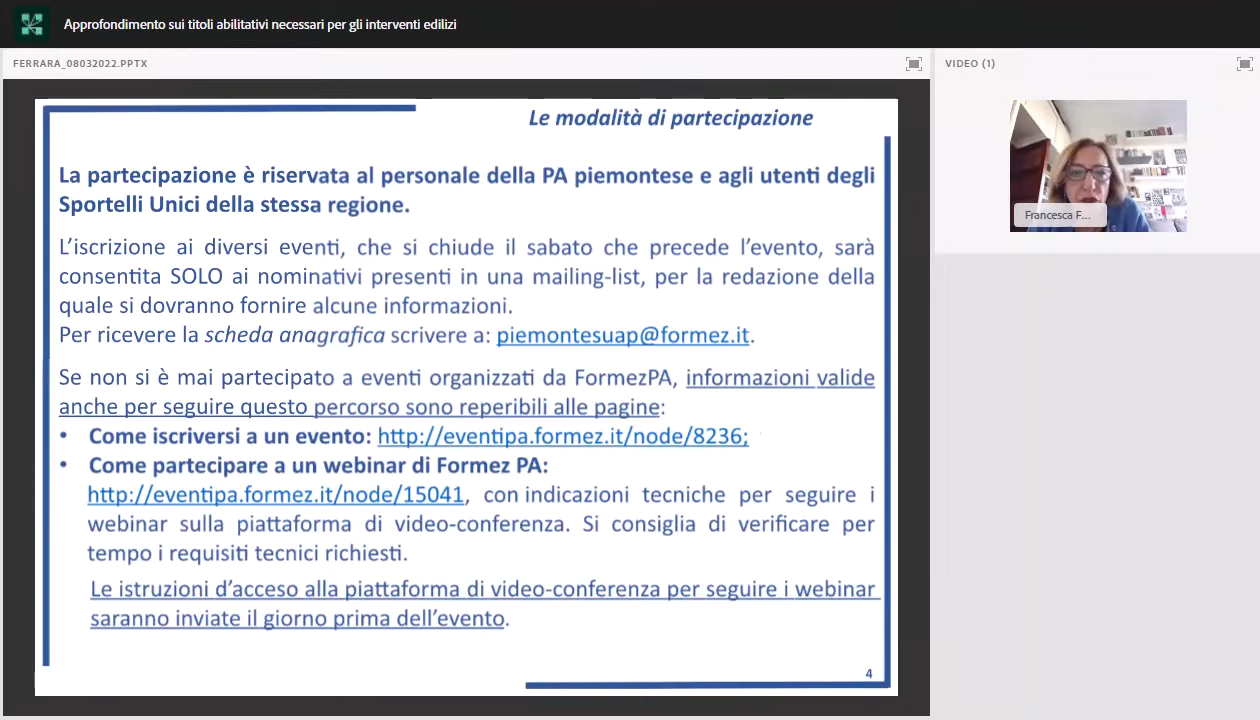 Approfondimento sui titoli abilitativi necessari per gli interventi edilizi
FERRARA_08032022.PPTX
VIDEO (1)
Le modalità di partecipazione
La partecipazione è riservata al personale della PA piemontese e agli utenti degli
Sportelli Unici della stessa regione.
L’iscrizione ai diversi eventi, che si chiude il sabato che precede l’evento, sarà
consentita SOLO ai nominativi presenti in una mailing-list, per la redazione della
quale si dovranno fornire alcune informazioni.
Per ricevere la scheda anagrafica scrivere a: piemontesuap@formez.it.
Se non si è mai partecipato a eventi organizzati da FormezPA, informazioni valide
anche per seguire questo percorso sono reperibili alle pagine:
• Come iscriversi a un evento: http://eventipa.formez.it/node/8236;
• Come partecipare a un webinar di Formez PA:
http://eventipa.formez.it/node/15041, con indicazioni tecniche per seguire i
webinar sulla piattaforma di video-conferenza. Si consiglia di verificare per
tempo i requisiti tecnici richiesti.
Le istruzioni d’acceso alla piattaforma di video-conferenza per seguire i webinar
saranno inviate il giorno prima dell’evento.
4
Francesca F...